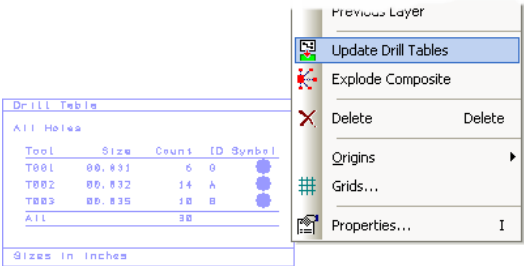 Previous Layer
Update Drill Tables
Explode Composite
Delete Delete
Origins
Grids...
Properties... I
Drill Table
All Holes
Tool Size Count ID Symbol
T001 00.031 6 0
T002 00.032 14 A
T003 00.035 10 B
All 30
Sizes in inches